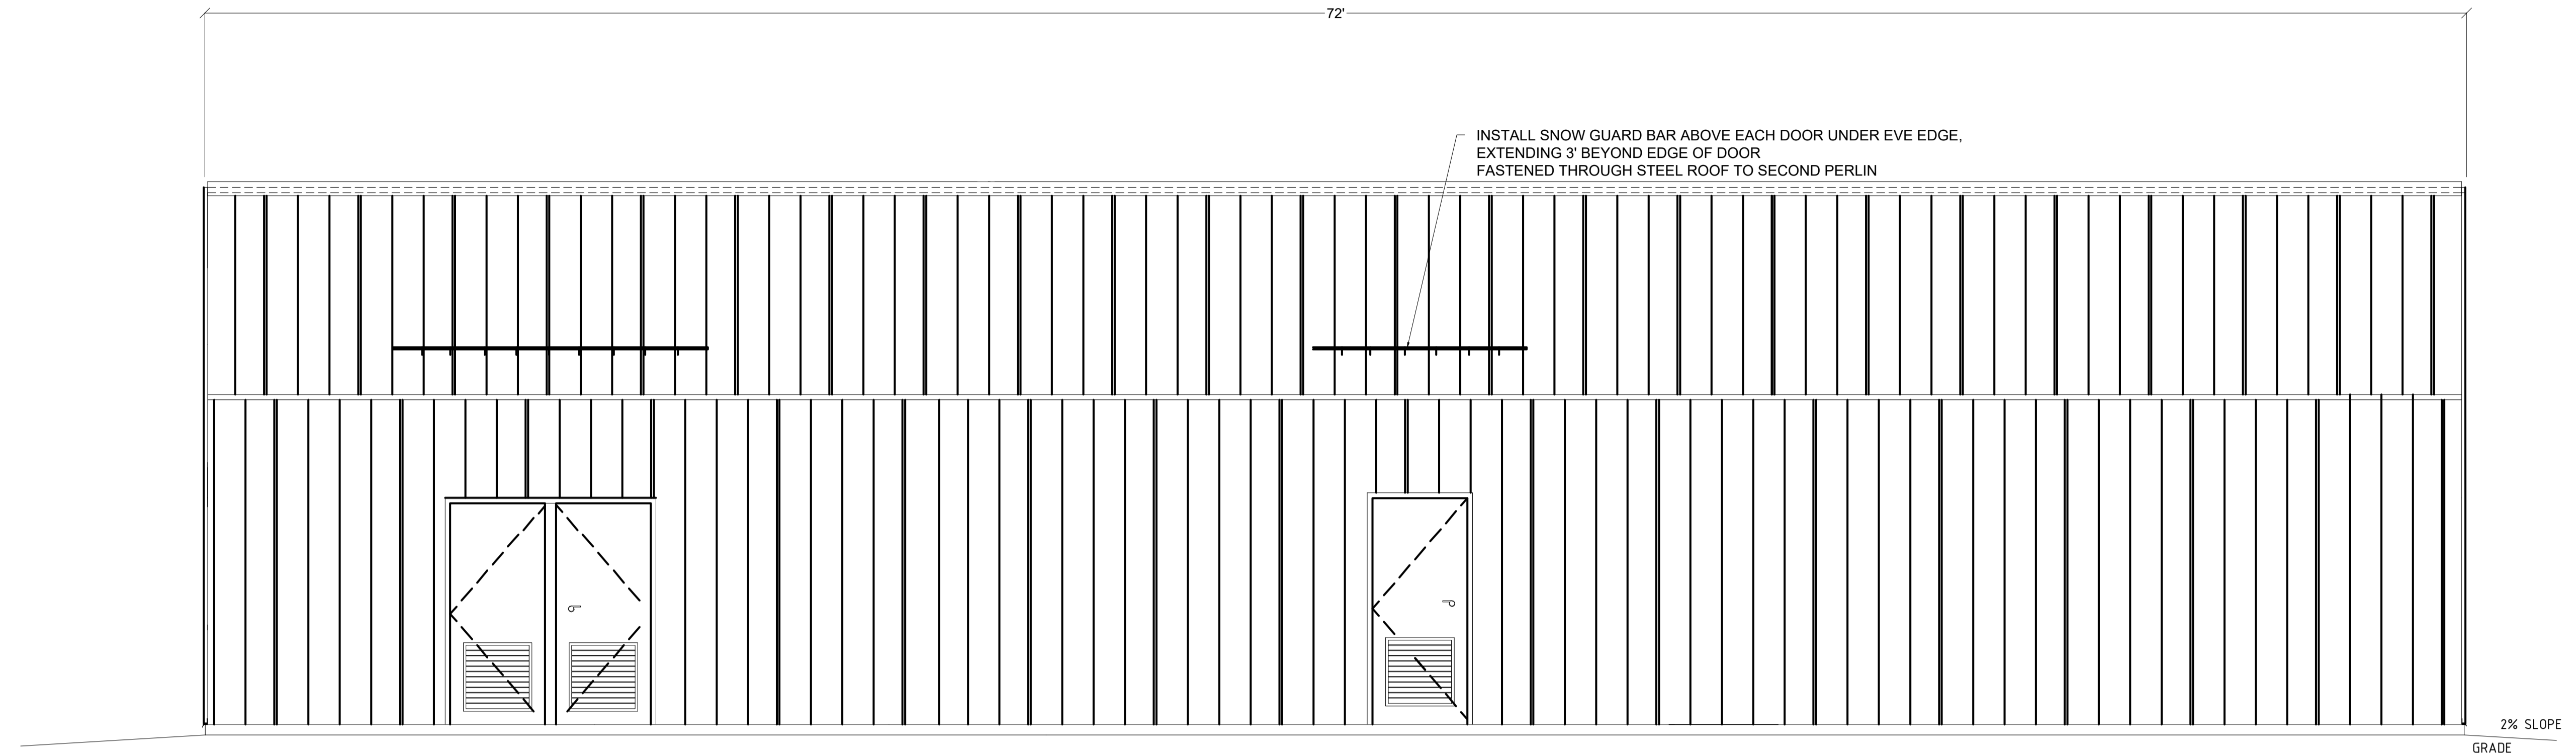 72'
INSTALL SNOW GUARD BAR ABOVE EACH DOOR UNDER EVE EDGE,
EXTENDING 3' BEYOND EDGE OF DOOR
FASTENED THROUGH STEEL ROOF TO SECOND PERLIN
2% SLOPE
GRADE